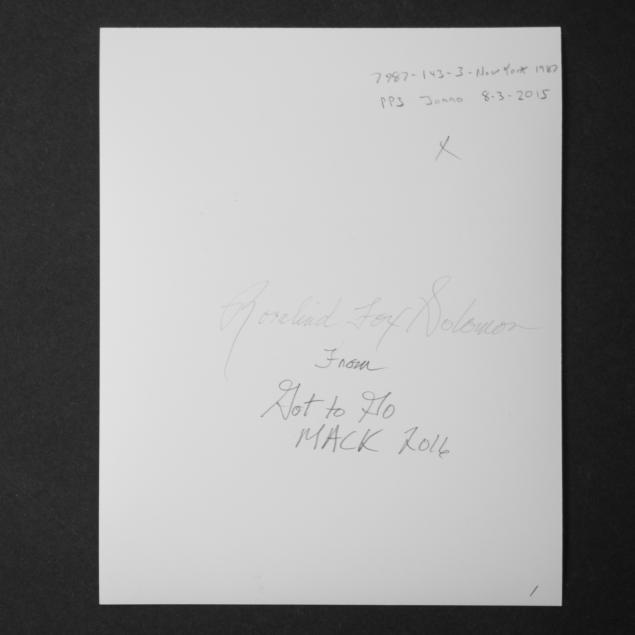 7987-143-3-New York 1987
PPS Jonno 8-3-2015
X
Rosalind Fox Solomon
From
Got to Go
MACK 2016
/